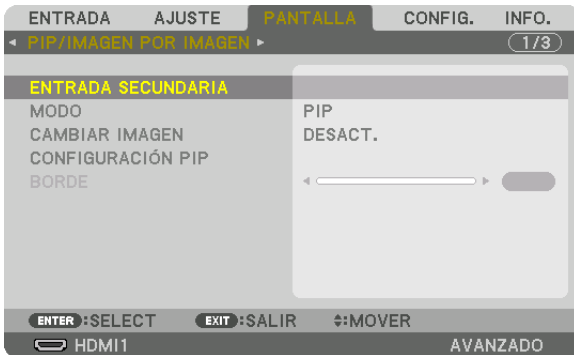 ENTRADA AJUSTE PANTALLA CONFIG. INFO.
PIP/IMAGEN POR IMAGEN 1/3
ENTRADA SECUNDARIA
MODO PIP
CAMBIAR IMAGEN DESACT.
CONFIGURACIÓN PIP
BORDE
ENTER :SELECT EXIT :SALIR :MOVER
HDMI1 AVANZADO